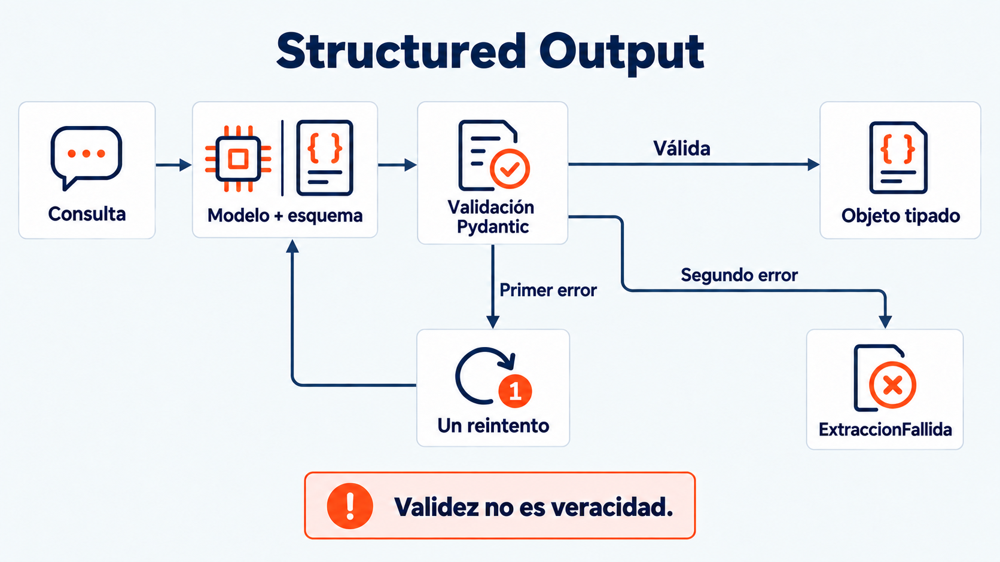 Structured Output
Consulta
Modelo + esquema
{ }
Validación
Pydantic
Válida
{ }
Objeto tipado
Primer error
Segundo error
1
Un reintento
ExtraccionFallida
!
Validez no es veracidad.